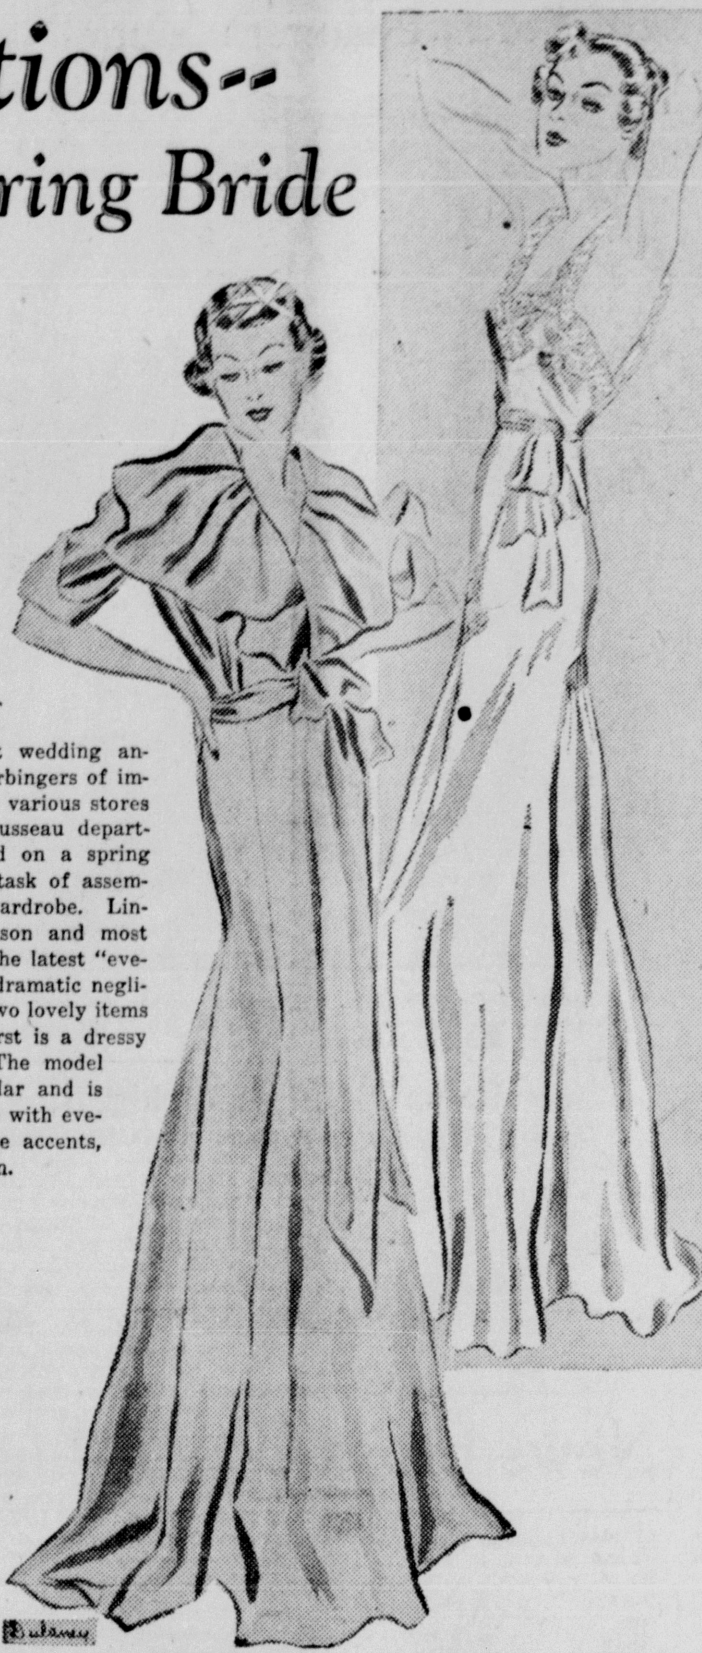 tions--
ring Bride
wedding an-
rbingers of im-
various stores
usseau depart-
d on a spring
task of assem-
ardrobe. Lin-
son and most
he latest "eve-
dramatic negli-
vo lovely items
rst is a dressy
The model
lar and is
with eve-
e accents,
n.
Dulaney